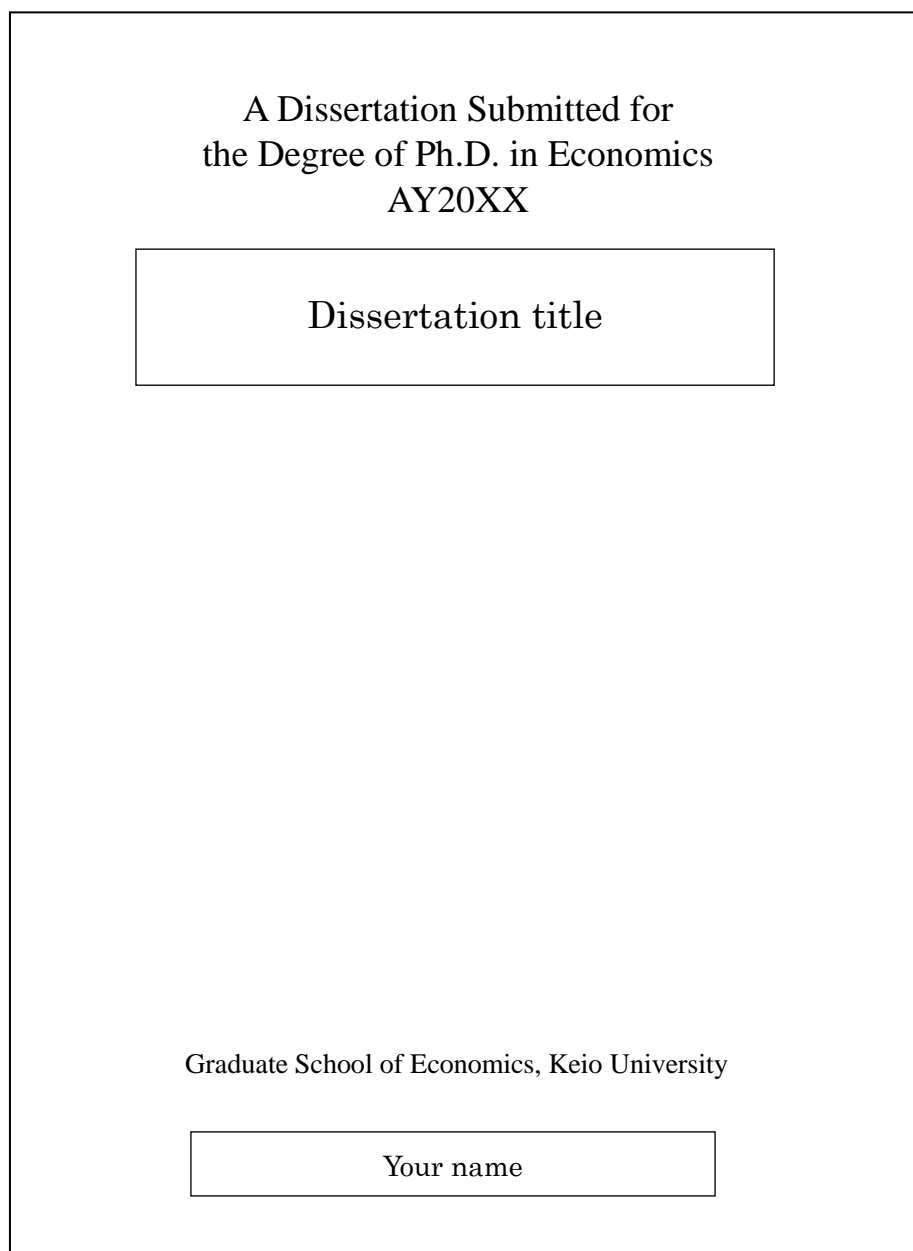 A Dissertation Submitted for
the Degree of Ph.D. in Economics
AY20XX
Dissertation title
Graduate School of Economics, Keio University
Your name